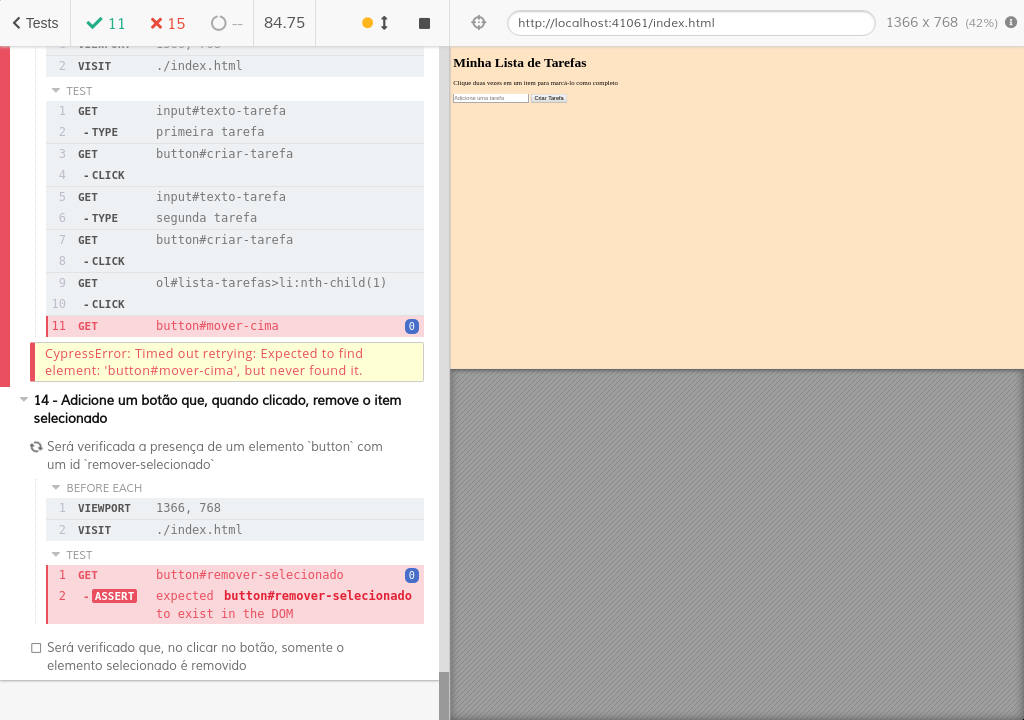 Tests 11 15 -- 84.75
http://localhost:41061/index.html 1366 x 768 (42%)
1 VIEWPORT 1366, 768
2 VISIT ./index.html
TEST
1 GET input#texto-tarefa
2 - TYPE primeira tarefa
3 GET button#criar-tarefa
4 - CLICK
5 GET input#texto-tarefa
6 - TYPE segunda tarefa
7 GET button#criar-tarefa
8 - CLICK
9 GET ol#lista-tarefas>li:nth-child(1)
10 - CLICK
11 GET button#mover-cima 0
CypressError: Timed out retrying: Expected to find
element: 'button#mover-cima', but never found it.
14 - Adicione um botão que, quando clicado, remove o item
selecionado
Será verificada a presença de um elemento `button` com
um id `remover-selecionado`
BEFORE EACH
1 VIEWPORT 1366, 768
2 VISIT ./index.html
TEST
1 GET button#remover-selecionado 0
2 - ASSERT expected button#remover-selecionado
to exist in the DOM
Será verificado que, no clicar no botão, somente o
elemento selecionado é removido
Minha Lista de Tarefas
Clique duas vezes em um item para marcá-lo como completo
Adicione uma tarefa Criar Tarefa